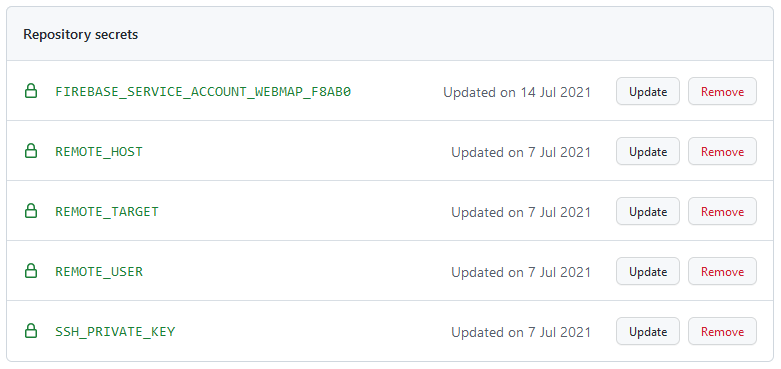 Repository secrets
FIREBASE_SERVICE_ACCOUNT_WEBMAP_F8AB0 Updated on 14 Jul 2021 Update Remove
REMOTE_HOST Updated on 7 Jul 2021 Update Remove
REMOTE_TARGET Updated on 7 Jul 2021 Update Remove
REMOTE_USER Updated on 7 Jul 2021 Update Remove
SSH_PRIVATE_KEY Updated on 7 Jul 2021 Update Remove